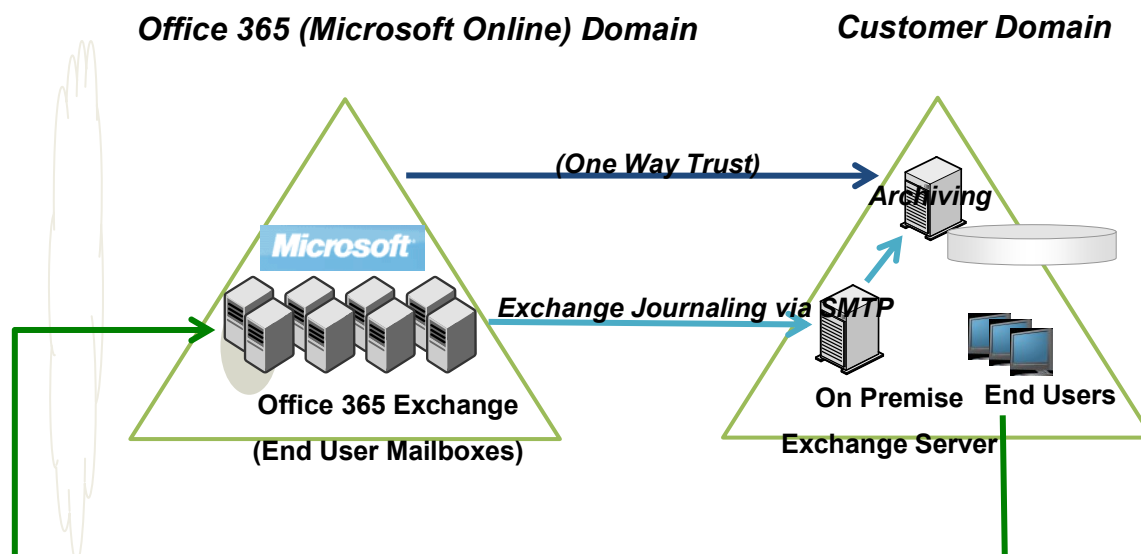 Office 365 (Microsoft Online) Domain
Customer Domain
(One Way Trust)
Archiving
Microsoft
Exchange Journaling via SMTP
Office 365 Exchange
(End User Mailboxes)
On Premise
Exchange Server
End Users